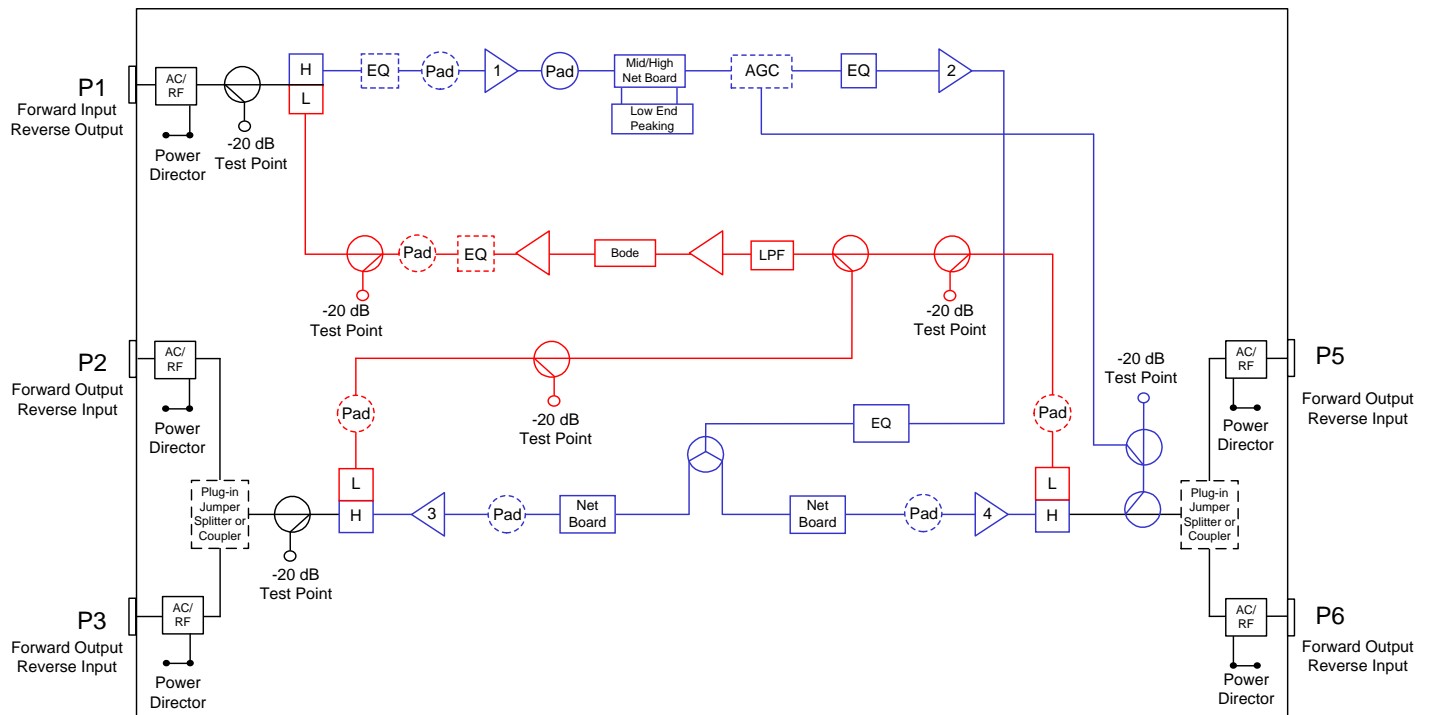 P1
Forward Input
Reverse Output
AC/
RF
Power
Director
-20 dB
Test Point
H
L
EQ
Pad
1
Pad
Mid/High
Net Board
Low End
Peaking
AGC
EQ
2
Pad
EQ
Bode
LPF
-20 dB
Test Point
-20 dB
Test Point
P2
Forward Output
Reverse Input
AC/
RF
Power
Director
-20 dB
Test Point
Pad
EQ
Pad
-20 dB
Test Point
AC/
RF
Power
Director
P5
Forward Output
Reverse Input
Plug-in
Jumper
Splitter or
Coupler
-20 dB
Test Point
L
H
3
Pad
Net
Board
Net
Board
Pad
4
L
H
Plug-in
Jumper
Splitter or
Coupler
P3
Forward Output
Reverse Input
AC/
RF
Power
Director
AC/
RF
Power
Director
P6
Forward Output
Reverse Input